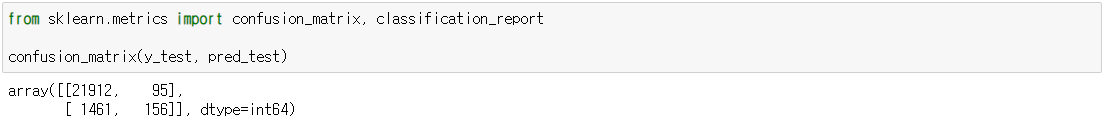 from sklearn.metrics import confusion_matrix, classification_report
confusion_matrix(y_test, pred_test)
array([[21912,    95],
       [ 1461,   156]], dtype=int64)